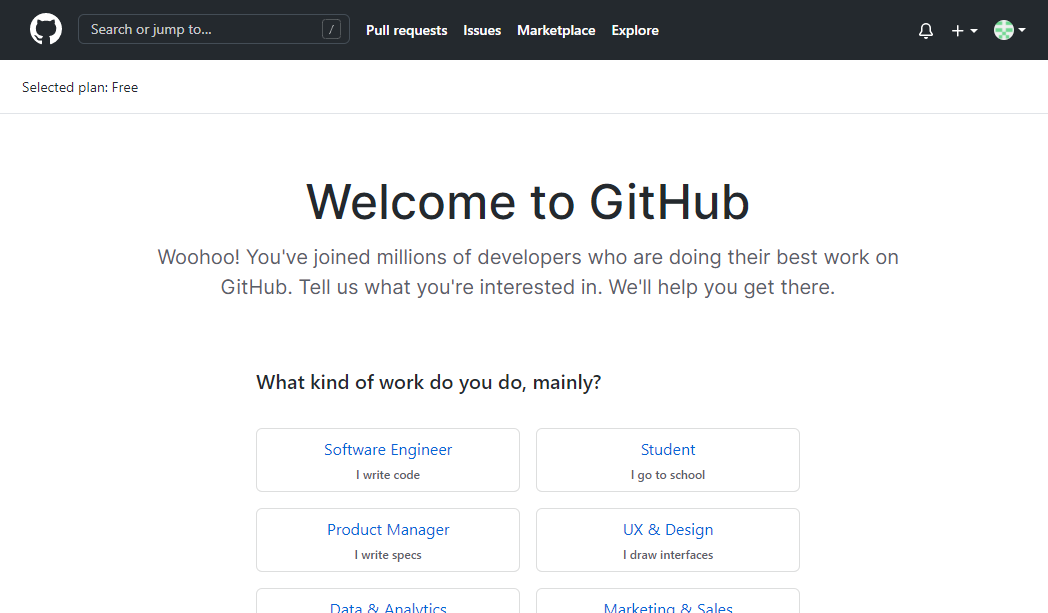 Search or jump to...
/
Pull requests
Issues
Marketplace
Explore
Selected plan: Free
Welcome to GitHub
Woohoo! You've joined millions of developers who are doing their best work on
GitHub. Tell us what you're interested in. We'll help you get there.
What kind of work do you do, mainly?
Software Engineer
I write code
Student
I go to school
Product Manager
I write specs
UX & Design
I draw interfaces
Data & Analytics
Marketing & Sales